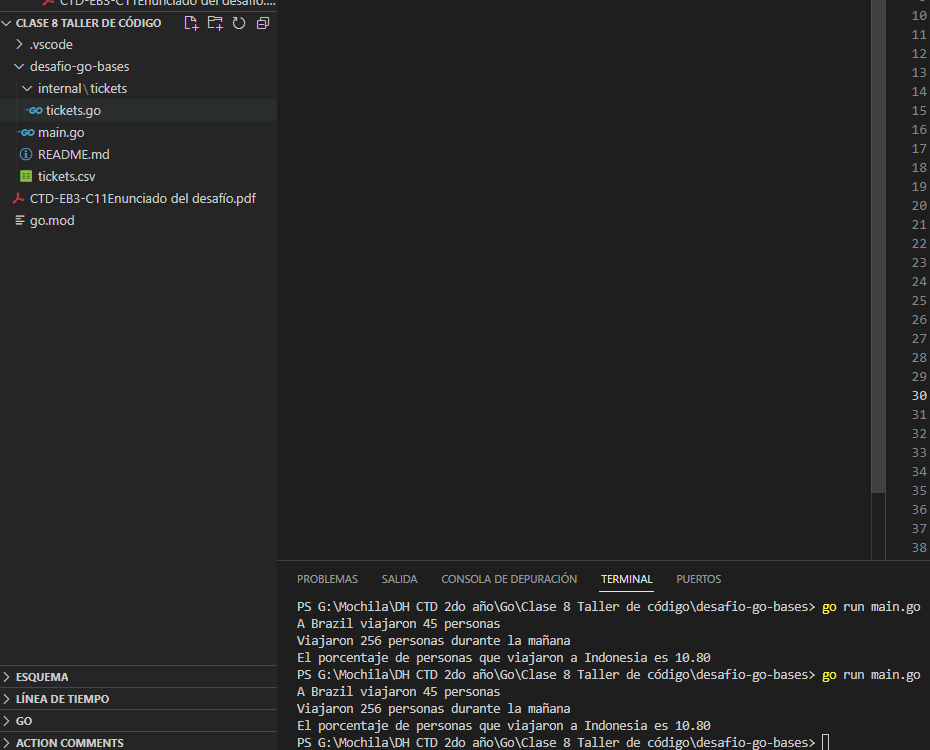 CTD-EB3-C11Enunciado del desafío....
CLASE 8 TALLER DE CÓDIGO
.vscode
desafio-go-bases
internal\tickets
GO tickets.go
GO main.go
README.md
tickets.csv
CTD-EB3-C11Enunciado del desafío.pdf
go.mod
ESQUEMA
LÍNEA DE TIEMPO
GO
ACTION COMMENTS
10
11
12
13
14
15
16
17
18
19
20
21
22
23
24
25
26
27
28
29
30
31
32
33
34
35
36
37
38
PROBLEMAS SALIDA CONSOLA DE DEPURACIÓN TERMINAL PUERTOS
PS G:\Mochila\DH CTD 2do año\Go\Clase 8 Taller de código\desafio-go-bases> go run main.go
A Brazil viajaron 45 personas
Viajaron 256 personas durante la mañana
El porcentaje de personas que viajaron a Indonesia es 10.80
PS G:\Mochila\DH CTD 2do año\Go\Clase 8 Taller de código\desafio-go-bases> go run main.go
A Brazil viajaron 45 personas
Viajaron 256 personas durante la mañana
El porcentaje de personas que viajaron a Indonesia es 10.80
PS G:\Mochila\DH CTD 2do año\Go\Clase 8 Taller de código\desafio-go-bases>